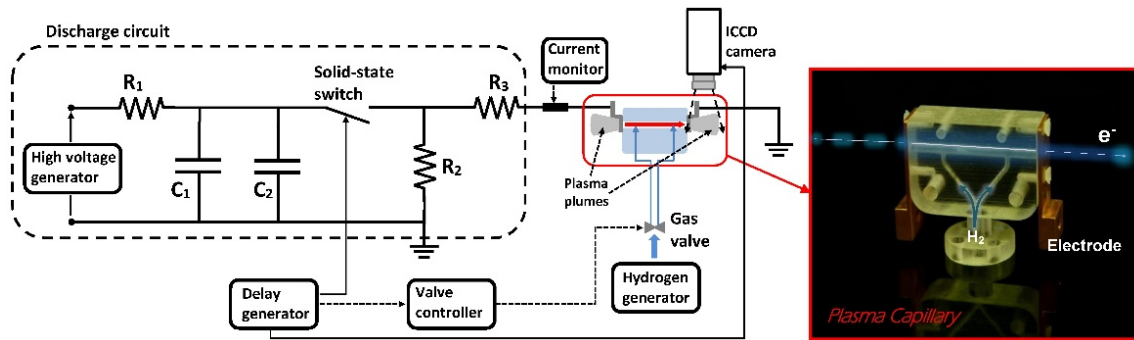 Discharge circuit
R1
Solid-state
switch
R3
Current
monitor
ICCD
camera
High voltage
generator
C1
C2
R2
Plasma
plumes
Gas
valve
Hydrogen
generator
Delay
generator
Valve
controller
e-
H2
Electrode
Plasma Capillary